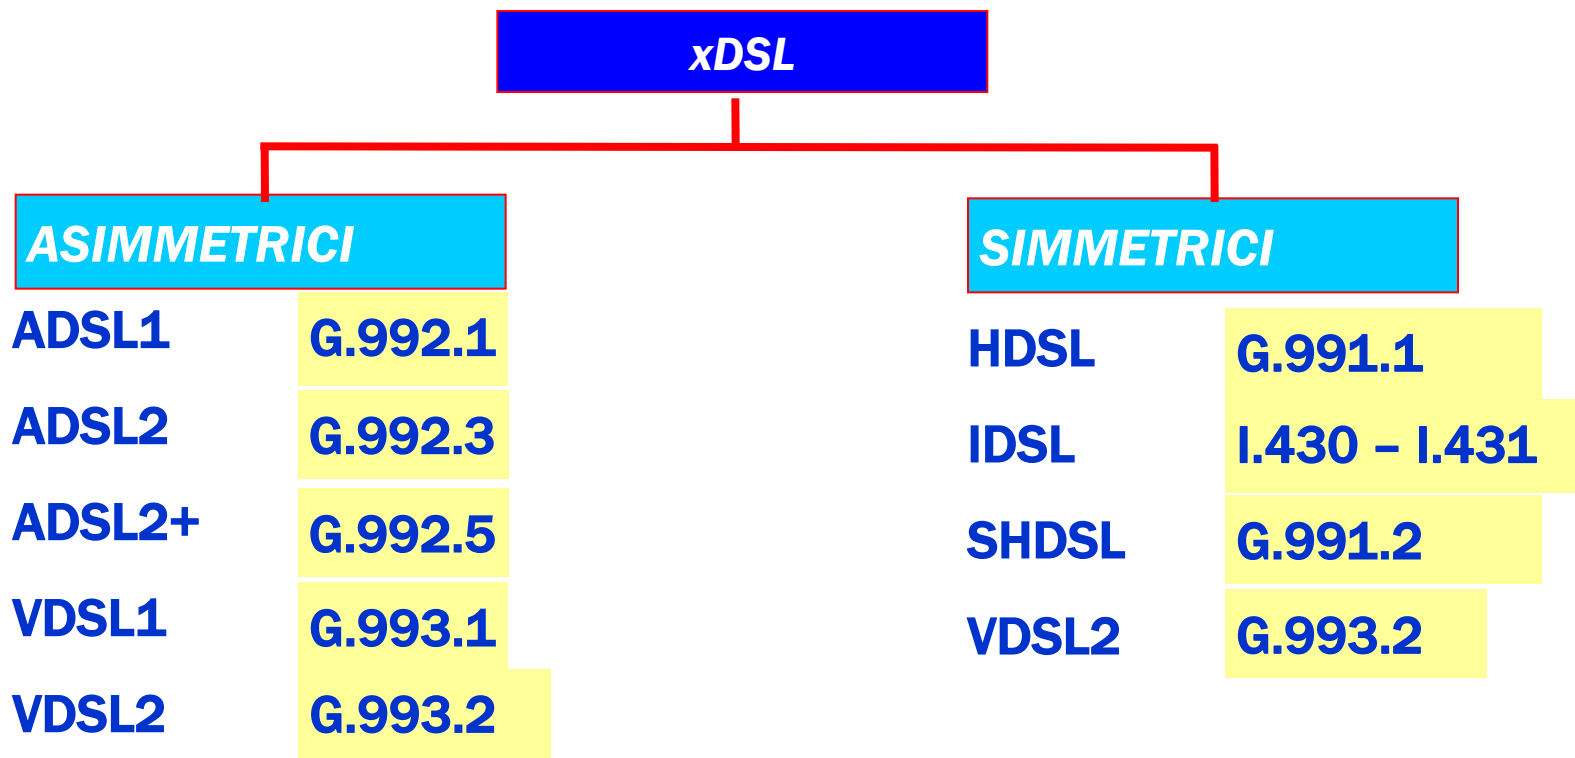 xDSL
ASIMMETRICI
ADSL1 G.992.1
ADSL2 G.992.3
ADSL2+ G.992.5
VDSL1 G.993.1
VDSL2 G.993.2
SIMMETRICI
HDSL G.991.1
IDSL I.430 – I.431
SHDSL G.991.2
VDSL2 G.993.2